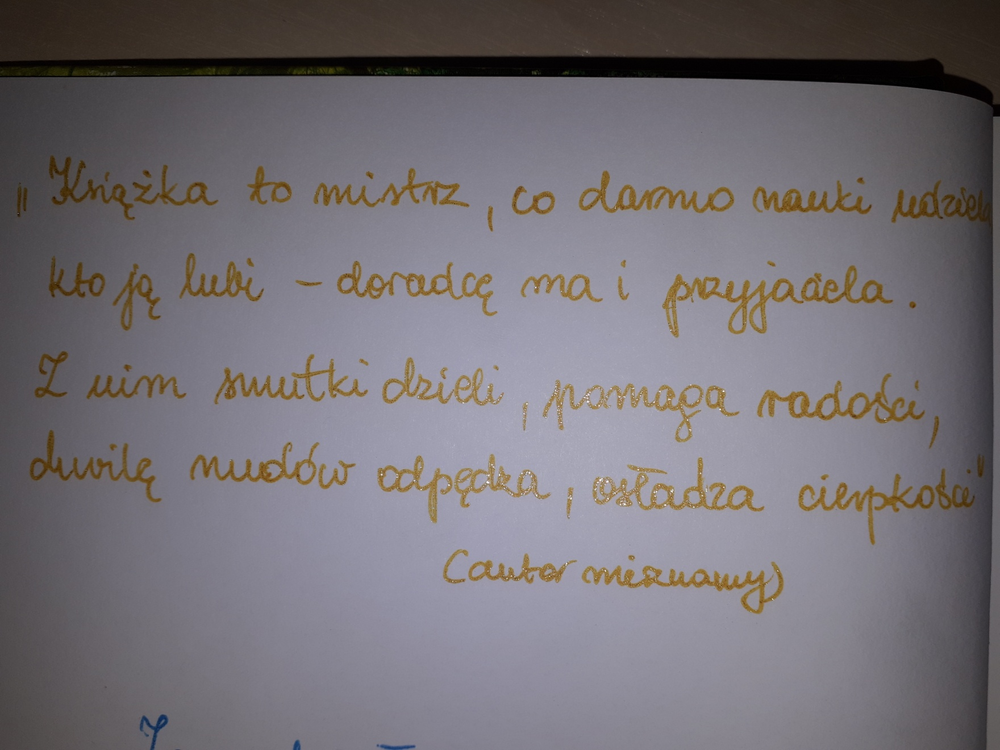 „Książka to mistrz, co darmo nauki udziela
kto ją lubi – doradcę ma i przyjaciela.
Z nim smutki dzieli, pomaga radości,
chwilę nudów odpędza, osładza cierpkości"
(autor nieznany)